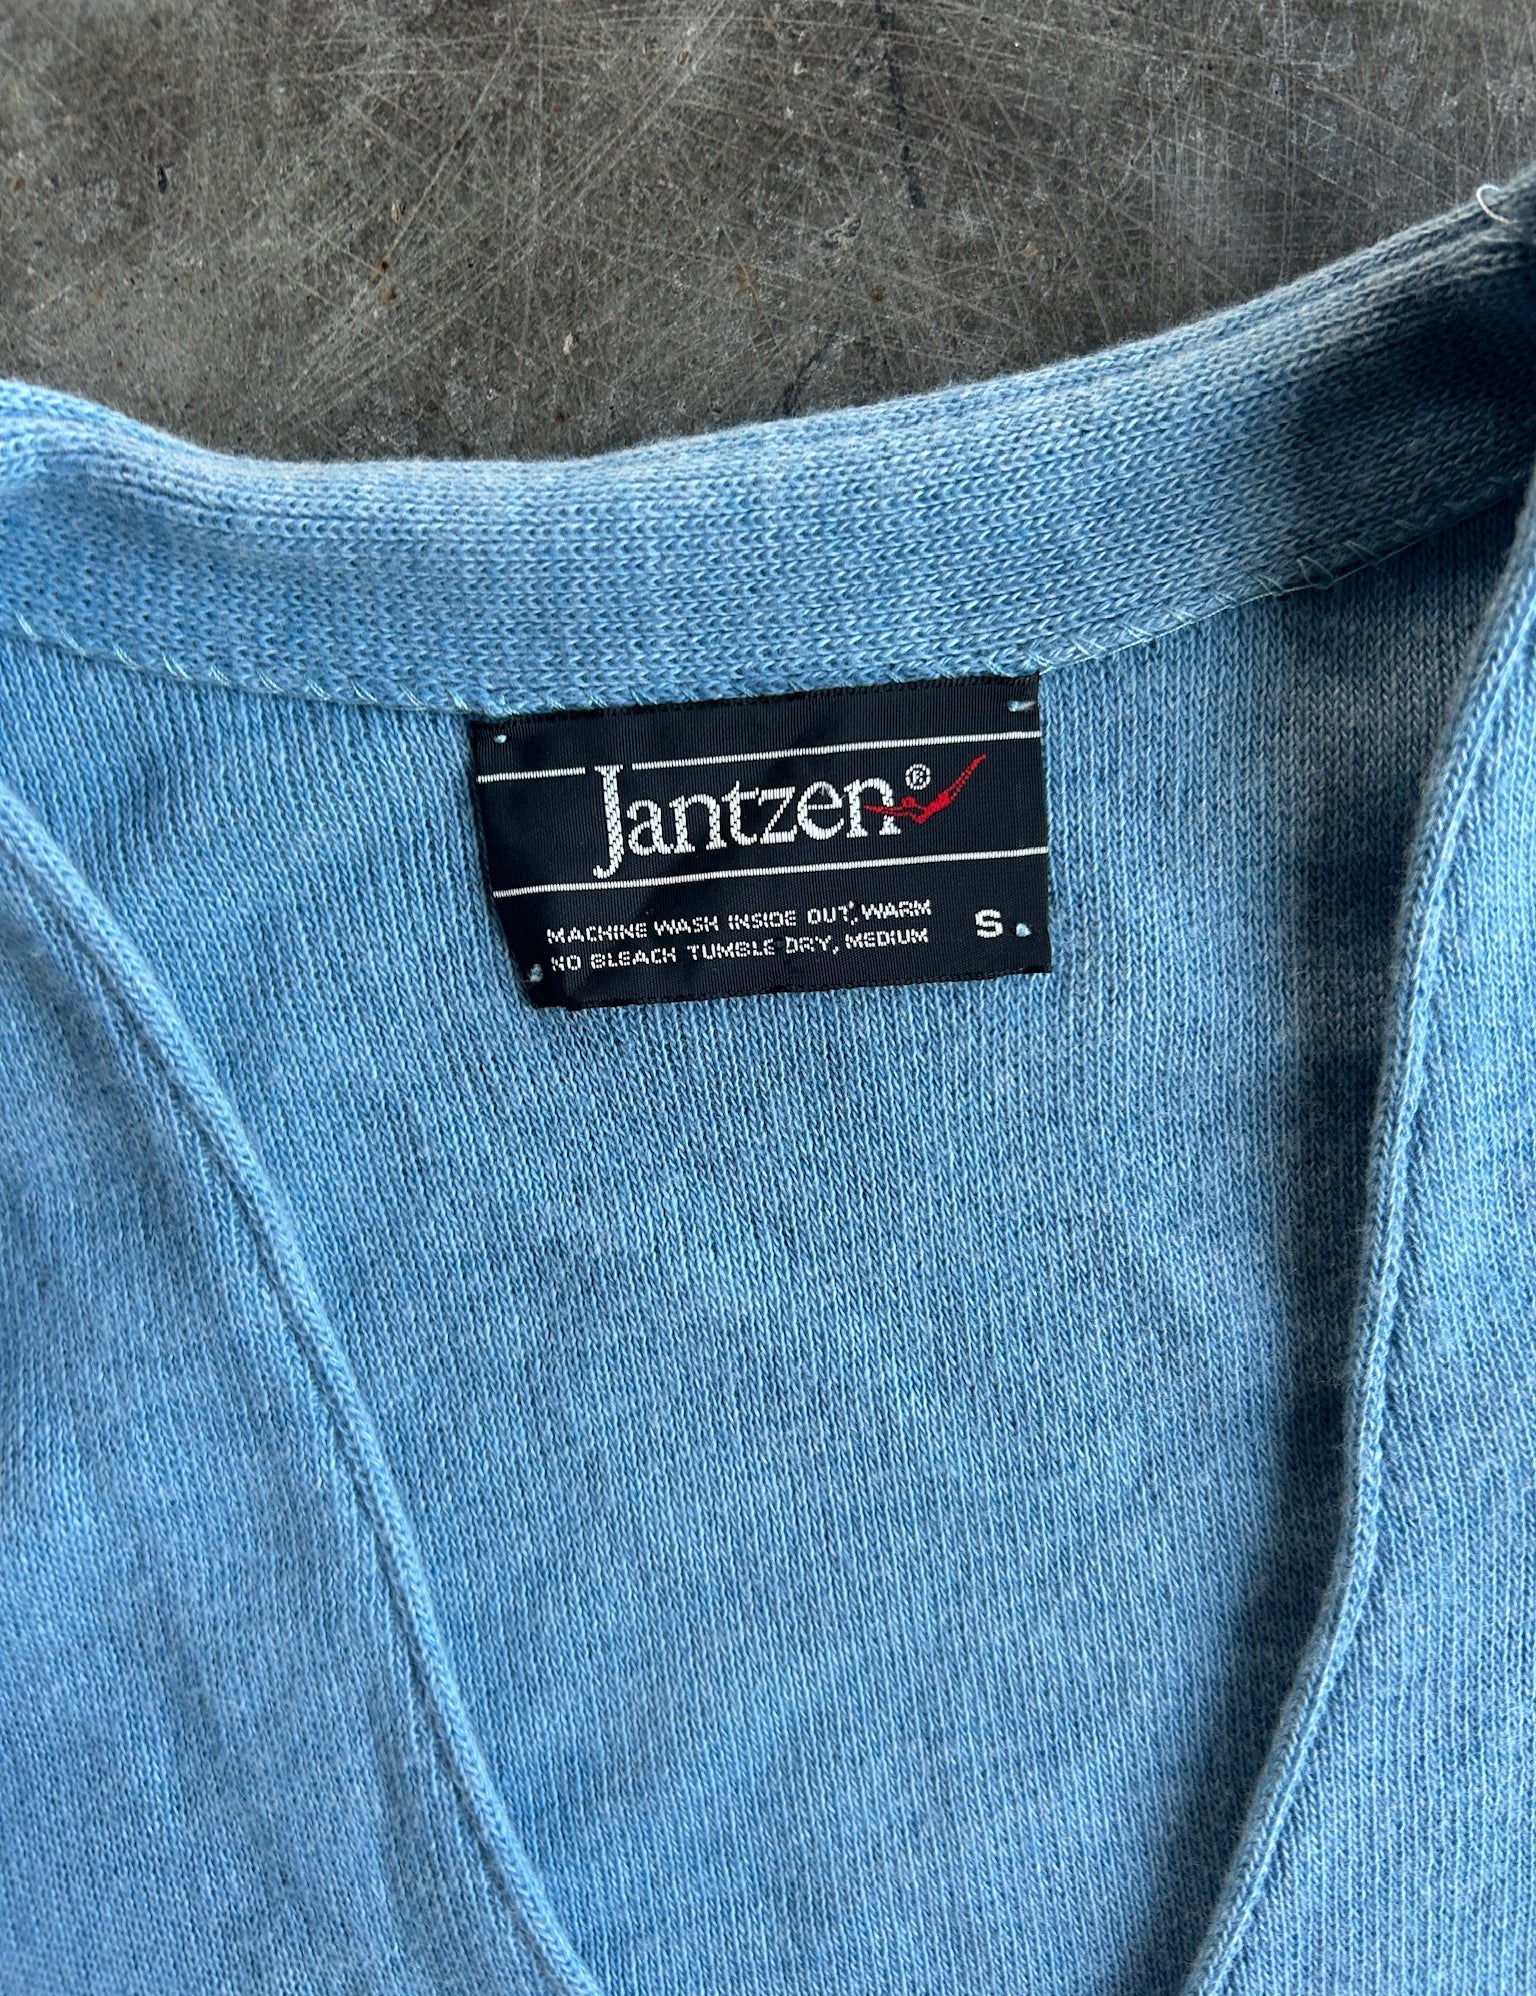 Jantzen®
MACHINE WASH INSIDE OUT, WARM
NO BLEACH TUMBLE DRY, MEDIUM
S